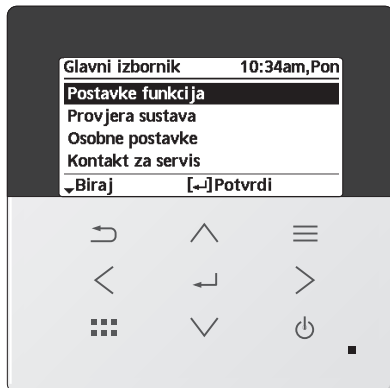 Glavni izbornik 10:34am,Pon
Postavke funkcija
Provjera sustava
Osobne postavke
Kontakt za servis
Biraj [↵]Potvrdi